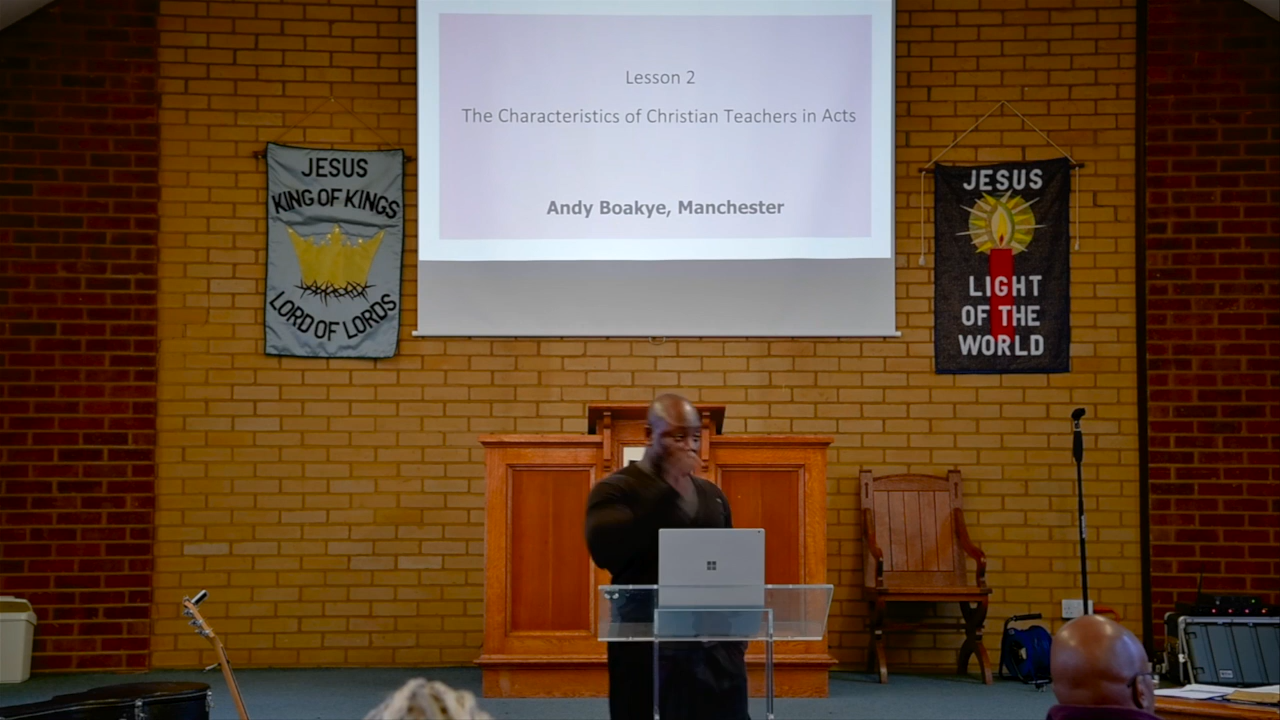 Lesson 2
The Characteristics of Christian Teachers in Acts
Andy Boakye, Manchester
JESUS
KING OF KINGS
LORD OF LORDS
JESUS
LIGHT
OF THE
WORLD